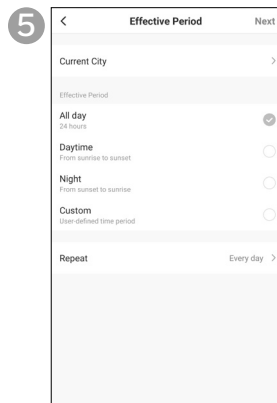 5
Effective Period Next
Current City
Effective Period
All day
24 hours
Daytime
From sunrise to sunset
Night
From sunset to sunrise
Custom
User-defined time period
Repeat Every day